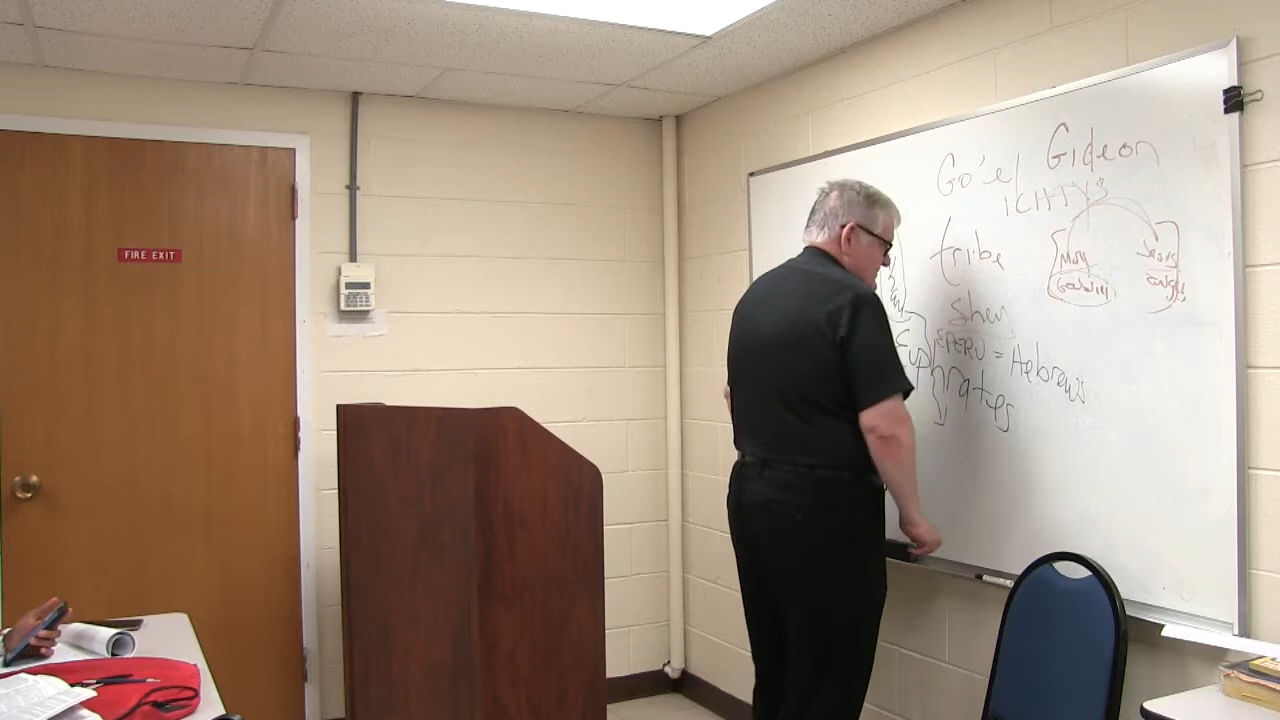 FIRE EXIT
Go'el Gideon
ICHTYS
tribe
Shem
EPERU = Hebrews
Euphrates